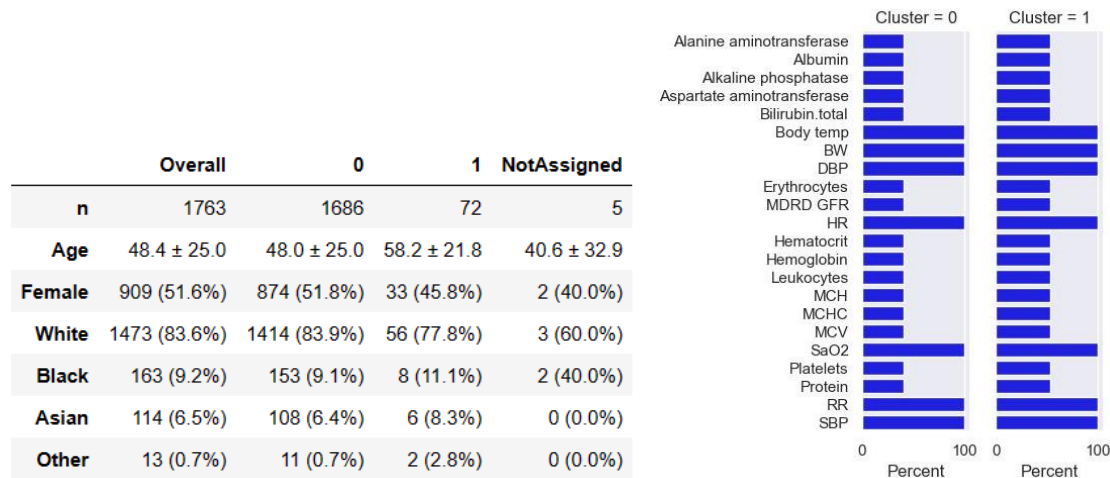 Overall 0 1 NotAssigned
n 1763 1686 72 5
Age 48.4 ± 25.0 48.0 ± 25.0 58.2 ± 21.8 40.6 ± 32.9
Female 909 (51.6%) 874 (51.8%) 33 (45.8%) 2 (40.0%)
White 1473 (83.6%) 1414 (83.9%) 56 (77.8%) 3 (60.0%)
Black 163 (9.2%) 153 (9.1%) 8 (11.1%) 2 (40.0%)
Asian 114 (6.5%) 108 (6.4%) 6 (8.3%) 0 (0.0%)
Other 13 (0.7%) 11 (0.7%) 2 (2.8%) 0 (0.0%)
Cluster = 0 Cluster = 1
Alanine aminotransferase
Albumin
Alkaline phosphatase
Aspartate aminotransferase
Bilirubin.total
Body temp
BW
DBP
Erythrocytes
MDRD GFR
HR
Hematocrit
Hemoglobin
Leukocytes
MCH
MCHC
MCV
SaO2
Platelets
Protein
RR
SBP
0 100 0 100
Percent Percent